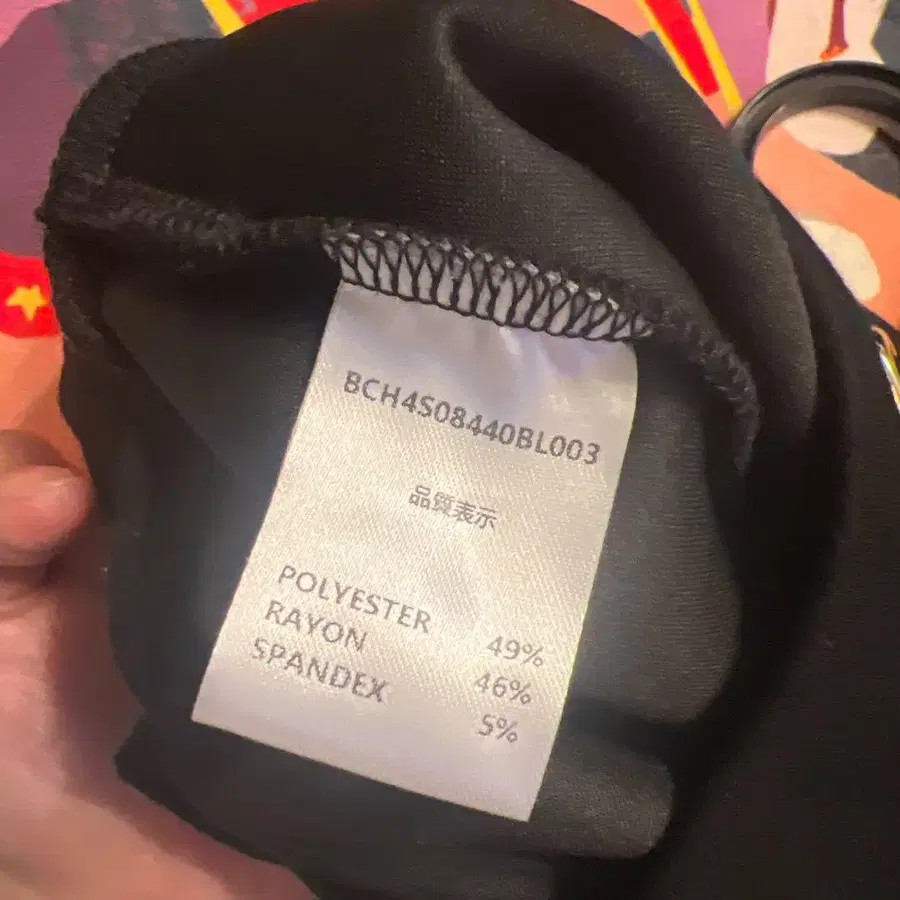 BCH4S08440BL003
品質表示
POLYESTER 49%
RAYON 46%
SPANDEX 5%